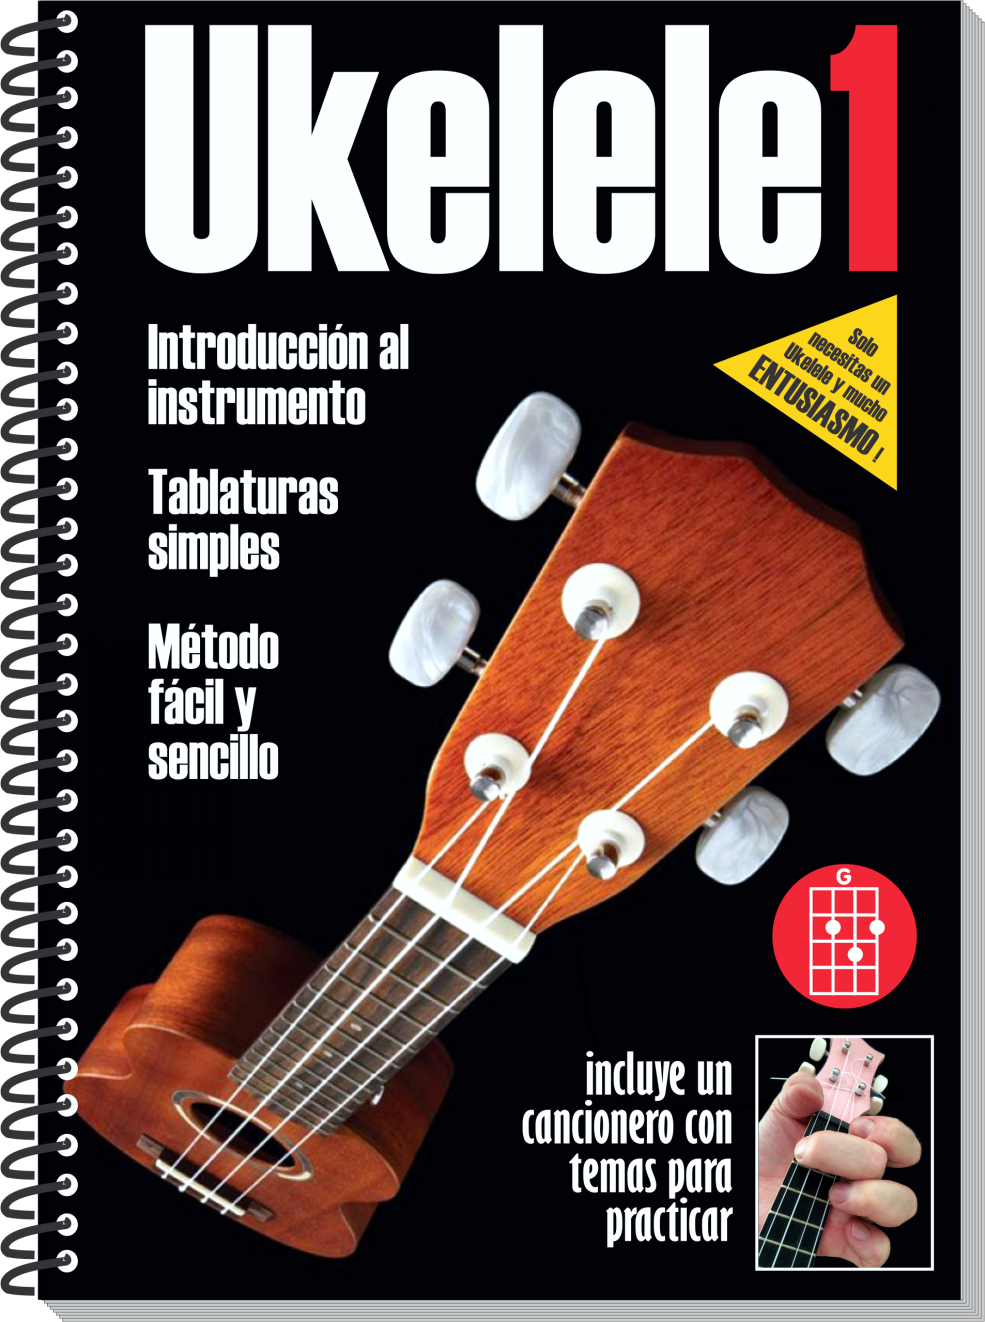 Ukelele1
Introducción al
instrumento
Solo
necesitas un
Ukelele y mucho
ENTUSIASMO !
Tablaturas
simples
Método
fácil y
sencillo
G
incluye un
cancionero con
temas para
practicar